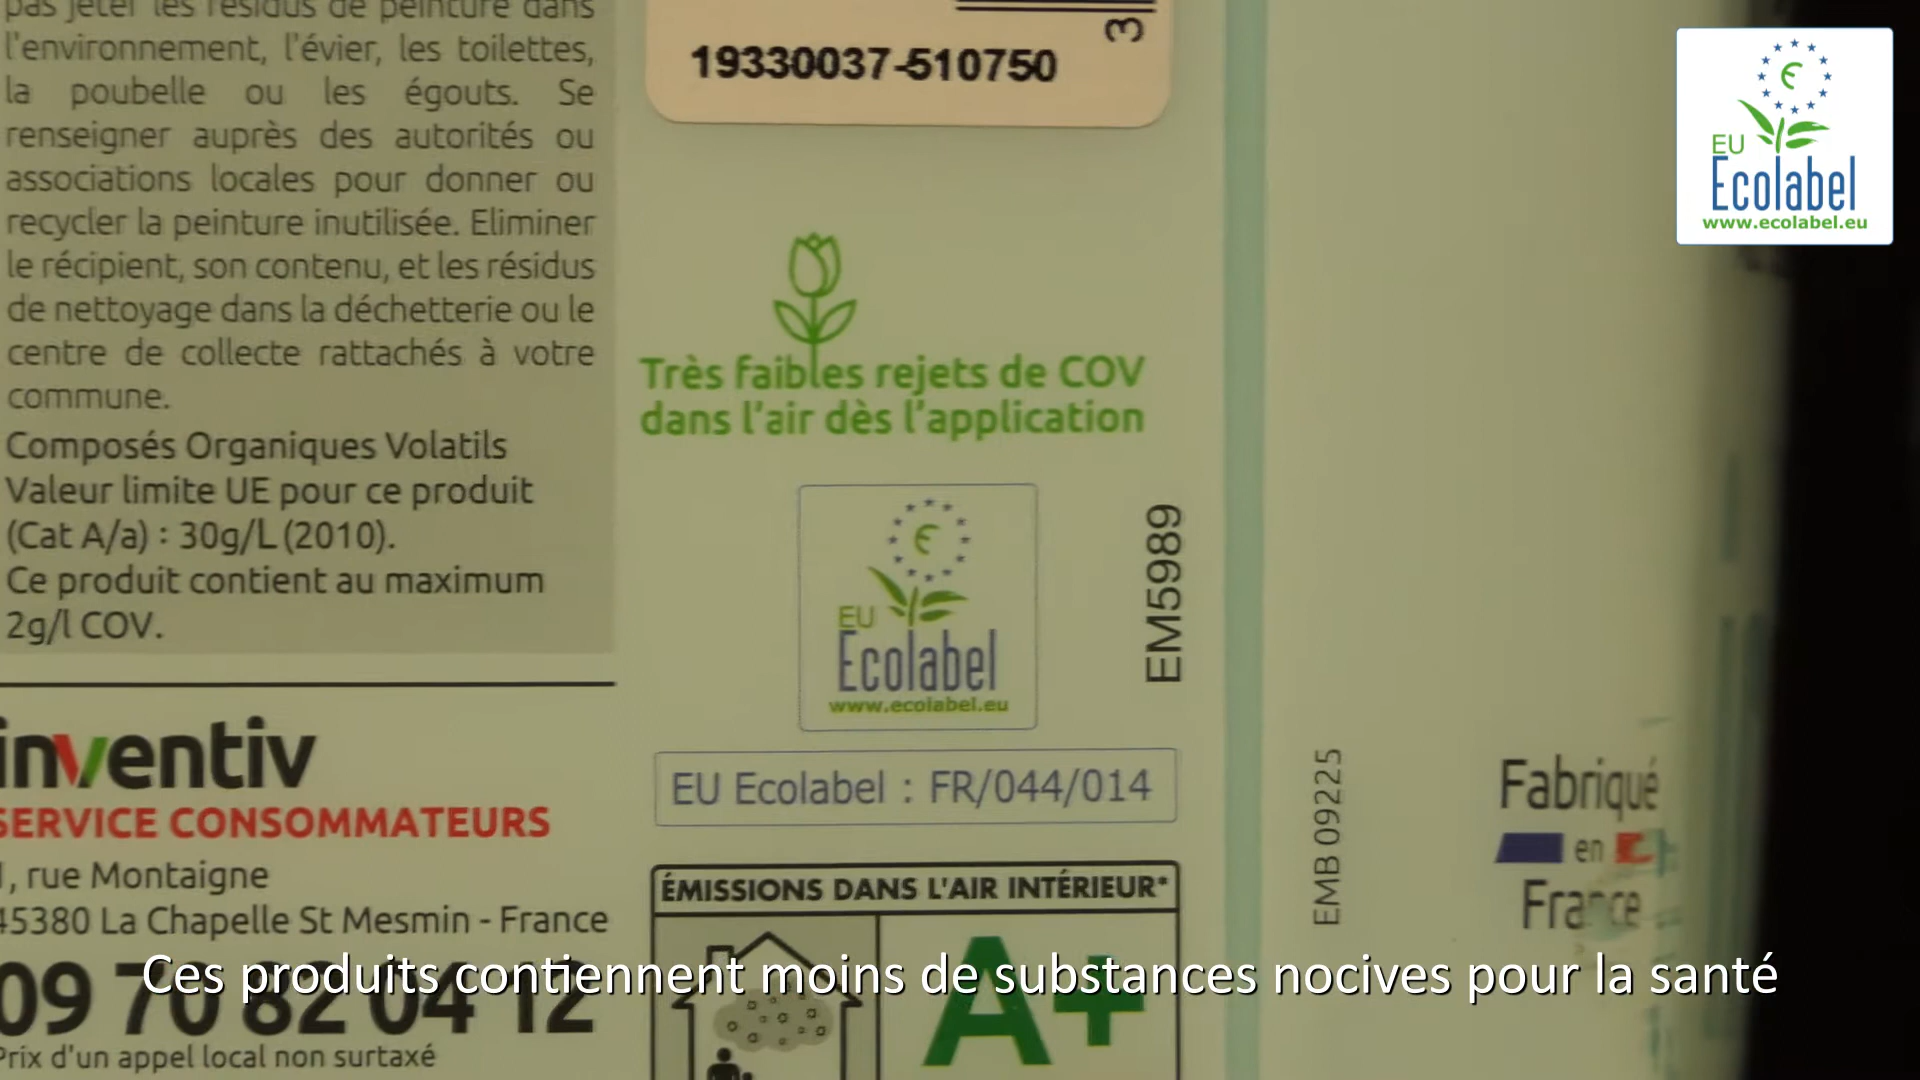 pas jeter les résidus de peinture dans
l'environnement, l'évier, les toilettes,
la poubelle ou les égouts. Se
renseigner auprès des autorités ou
associations locales pour donner ou
recycler la peinture inutilisée. Eliminer
le récipient, son contenu, et les résidus
de nettoyage dans la déchetterie ou le
centre de collecte rattachés à votre
commune.
Composés Organiques Volatils
Valeur limite UE pour ce produit
(Cat A/a) : 30g/L (2010).
Ce produit contient au maximum
2g/l COV.
inventiv
SERVICE CONSOMMATEURS
1, rue Montaigne
45380 La Chapelle St Mesmin - France
09 70 82 04 12
Prix d'un appel local non surtaxé
3
19330037-510750
Très faibles rejets de COV
dans l'air dès l'application
EU
Ecolabel
www.ecolabel.eu
EM5989
EU Ecolabel : FR/044/014
ÉMISSIONS DANS L'AIR INTÉRIEUR*
A+
EMB 09225
Fabriqué
en
France
EU
Ecolabel
www.ecolabel.eu
Ces produits contiennent moins de substances nocives pour la santé